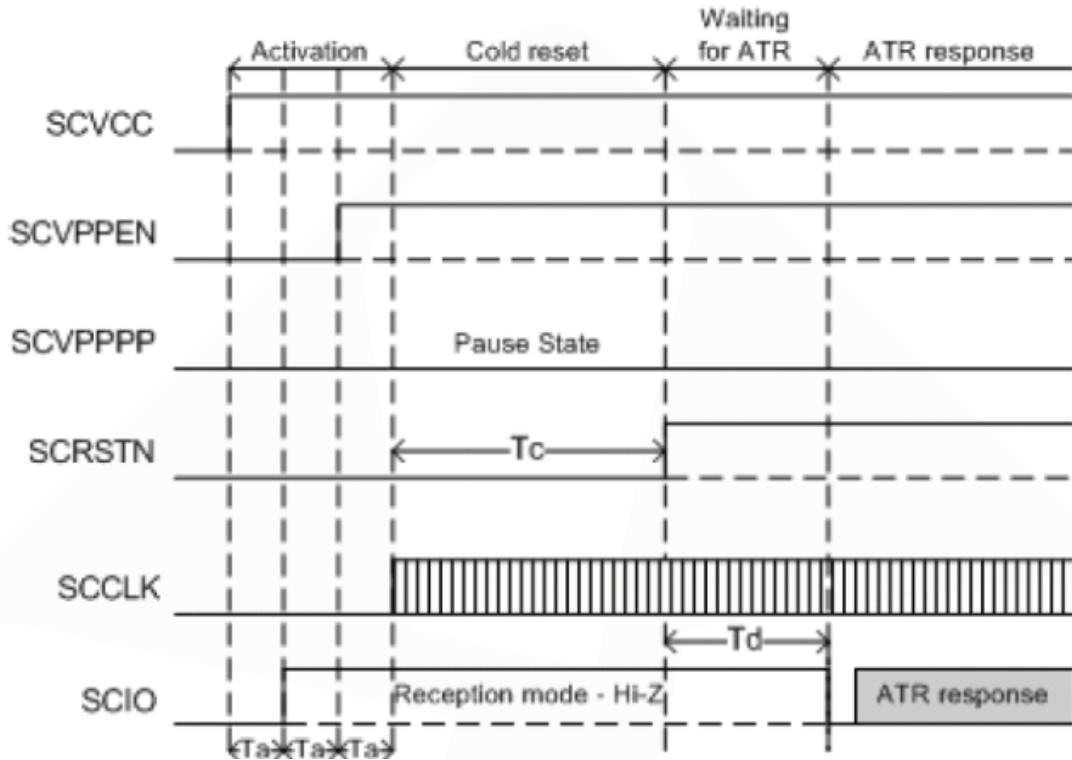 Waiting
Activation Cold reset for ATR ATR response
SCVCC
SCVPPEN
SCVPPPP Pause State
SCRSTN Tc
SCCLK
Td
SCIO Reception mode - Hi-Z ATR response
Ta Ta Ta